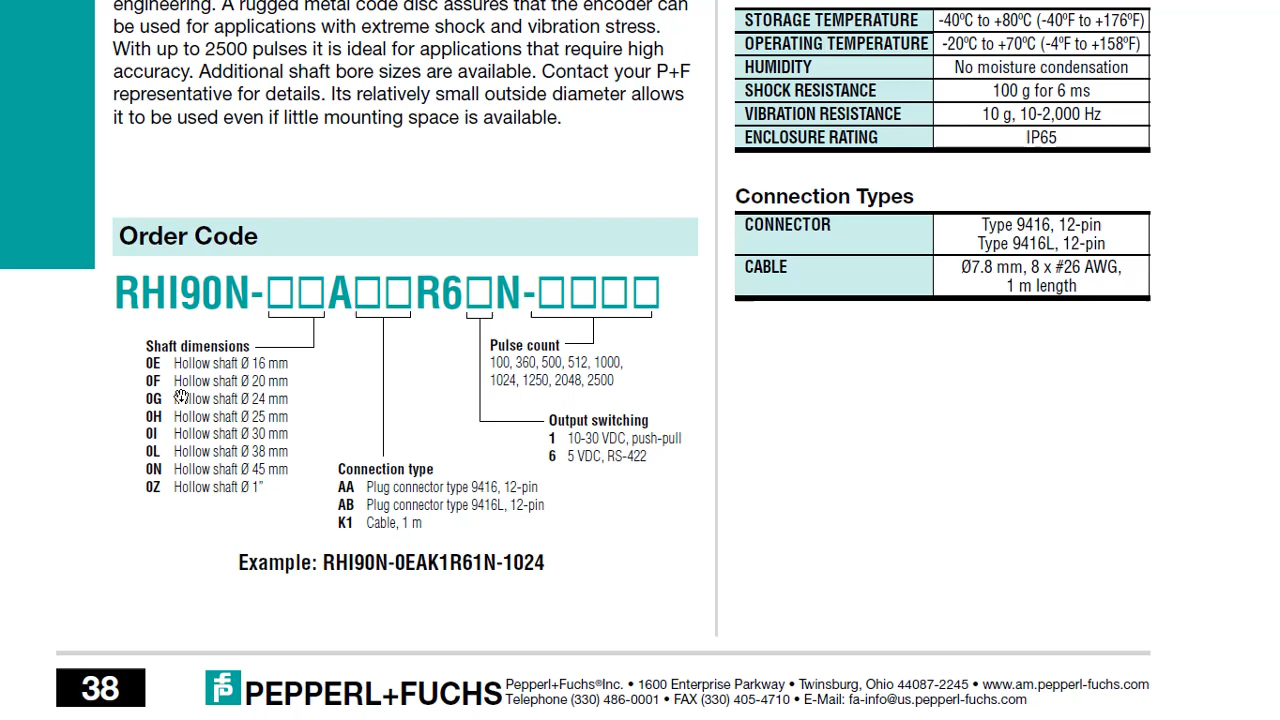 engineering. A rugged metal code disc assures that the encoder can
be used for applications with extreme shock and vibration stress.
With up to 2500 pulses it is ideal for applications that require high
accuracy. Additional shaft bore sizes are available. Contact your P+F
representative for details. Its relatively small outside diameter allows
it to be used even if little mounting space is available.
STORAGE TEMPERATURE -40ºC to +80ºC (-40ºF to +176ºF)
OPERATING TEMPERATURE -20ºC to +70ºC (-4ºF to +158ºF)
HUMIDITY No moisture condensation
SHOCK RESISTANCE 100 g for 6 ms
VIBRATION RESISTANCE 10 g, 10-2,000 Hz
ENCLOSURE RATING IP65
Connection Types
CONNECTOR Type 9416, 12-pin
Type 9416L, 12-pin
CABLE Ø7.8 mm, 8 x #26 AWG,
1 m length
Order Code
RHI90N-□□A□□R6□N-□□□□
Shaft dimensions
0E Hollow shaft Ø 16 mm
0F Hollow shaft Ø 20 mm
0G Hollow shaft Ø 24 mm
0H Hollow shaft Ø 25 mm
0I Hollow shaft Ø 30 mm
0L Hollow shaft Ø 38 mm
0N Hollow shaft Ø 45 mm
0Z Hollow shaft Ø 1”
Connection type
AA Plug connector type 9416, 12-pin
AB Plug connector type 9416L, 12-pin
K1 Cable, 1 m
Pulse count
100, 360, 500, 512, 1000,
1024, 1250, 2048, 2500
Output switching
1 10-30 VDC, push-pull
6 5 VDC, RS-422
Example: RHI90N-0EAK1R61N-1024
38
PEPPERL+FUCHS
Pepperl+Fuchs®Inc. • 1600 Enterprise Parkway • Twinsburg, Ohio 44087-2245 • www.am.pepperl-fuchs.com
Telephone (330) 486-0001 • FAX (330) 405-4710 • E-Mail: fa-info@us.pepperl-fuchs.com